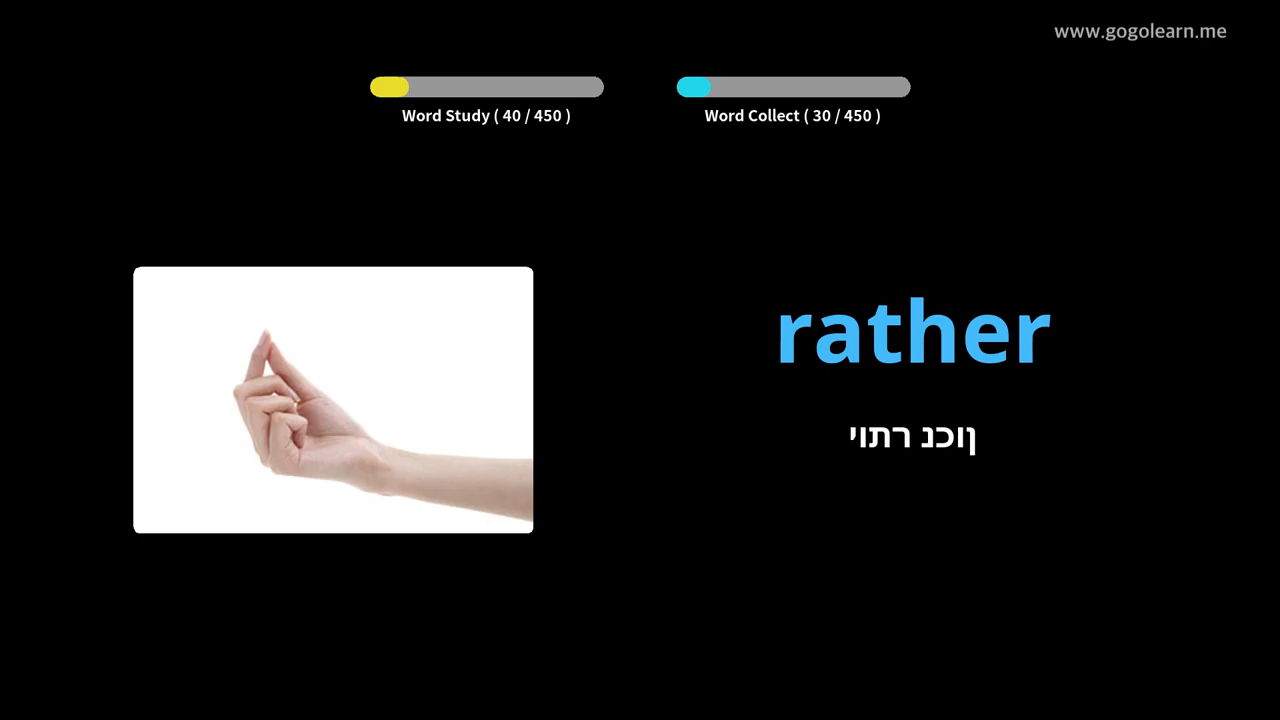 www.gogolearn.me
Word Study ( 40 / 450 )
Word Collect ( 30 / 450 )
rather
ןוכנ רתוי